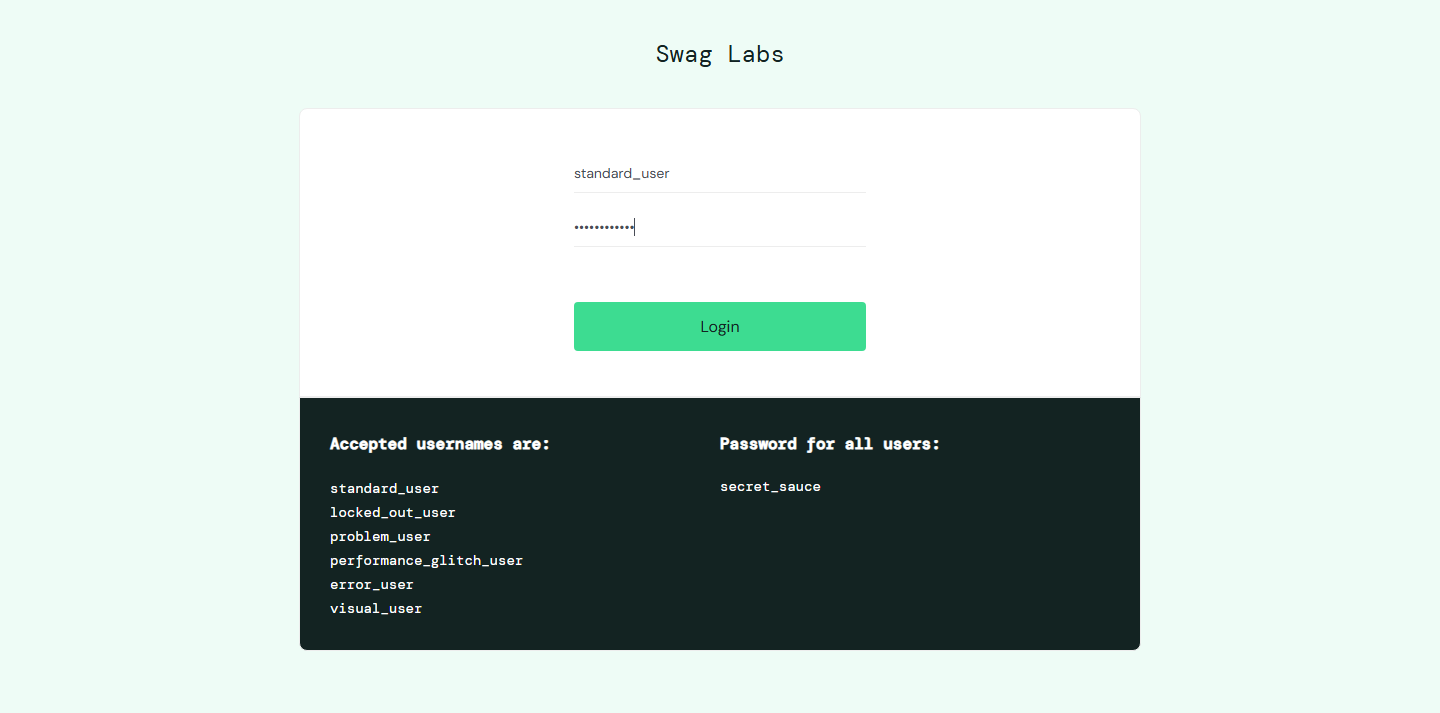 Swag Labs
standard_user
••••••••••••
Login
Accepted usernames are:
standard_user
locked_out_user
problem_user
performance_glitch_user
error_user
visual_user
Password for all users:
secret_sauce